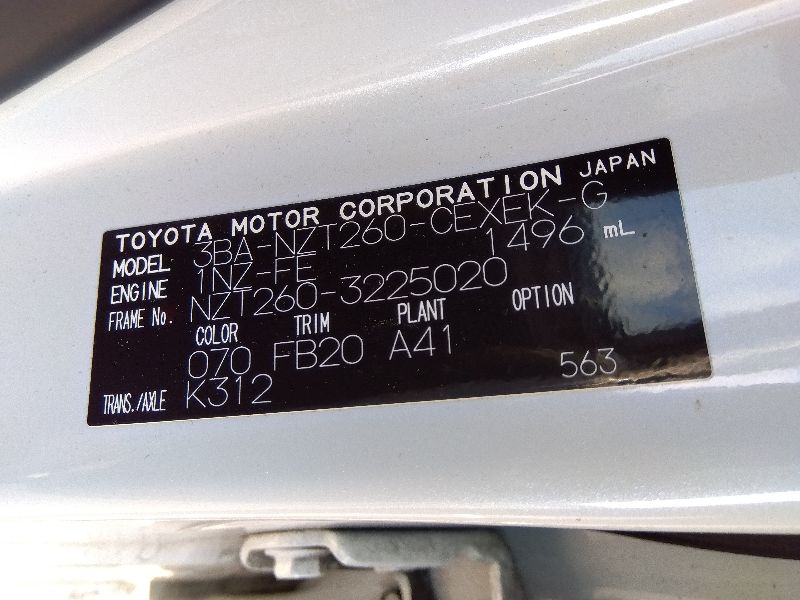 TOYOTA MOTOR CORPORATION JAPAN
MODEL 3BA-NZT260-CEXEK-G
ENGINE 1NZ-FE 1496 mL
FRAME No. NZT260-3225020
COLOR TRIM PLANT OPTION
070 FB20 A41
TRANS./AXLE K312 563